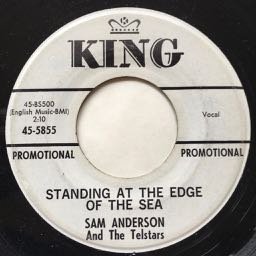 KING
45-BS500
(English Music-BMI)
2:10
45-5855
Vocal
PROMOTIONAL
PROMOTIONAL
STANDING AT THE EDGE
OF THE SEA
SAM ANDERSON
And The Telstars